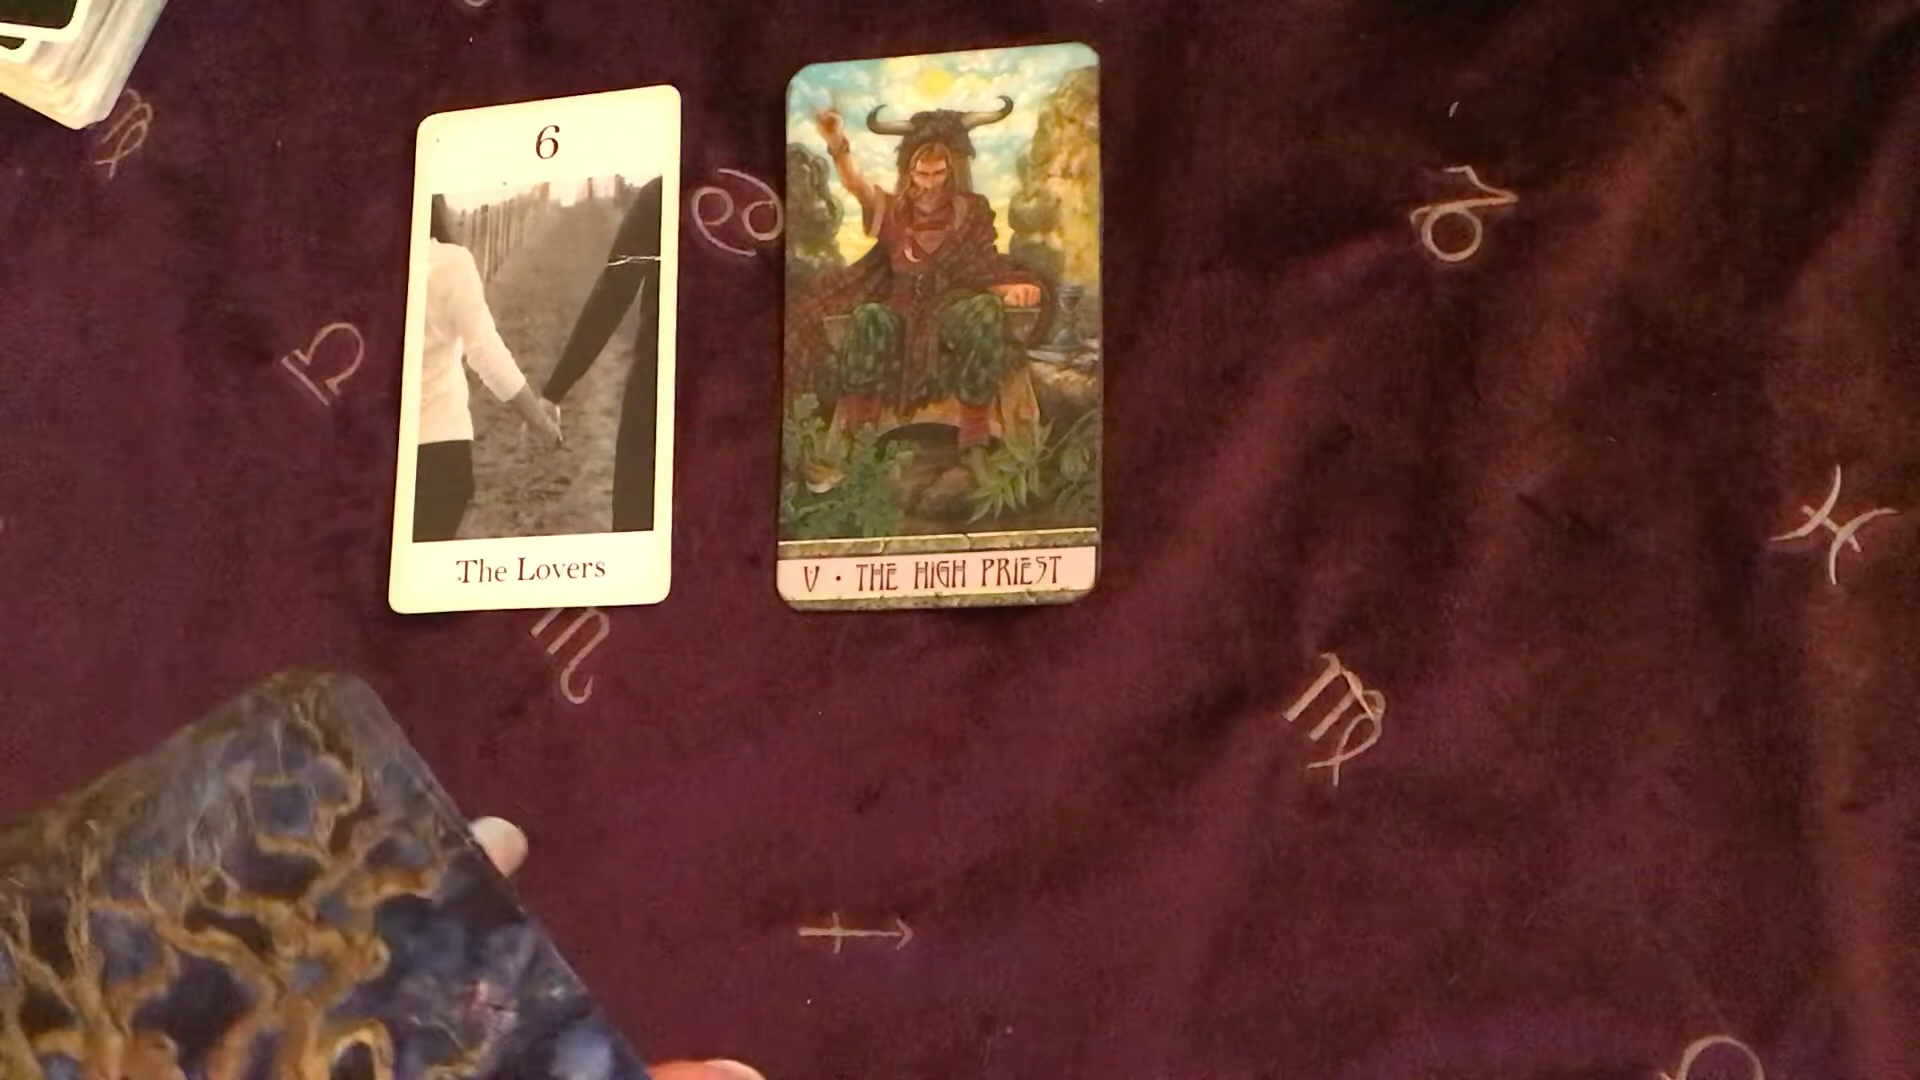 6
The Lovers
V • THE HIGH PRIEST